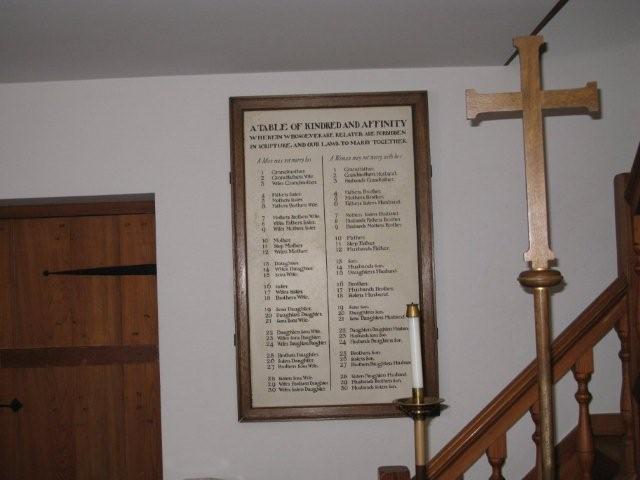 A TABLE OF KINDRED AND AFFINITY
WHEREIN WHOSOEVER ARE RELATED ARE FORBIDDEN
IN SCRIPTURE, AND OUR LAWS, TO MARRY TOGETHER
A Man may not marry his
1 Grandmother.
2 Grandfathers Wife.
3 Wifes Grandmother.
4 Fathers Sister.
5 Mothers Sister.
6 Fathers Brothers Wife.
7 Mothers Brothers Wife.
8 Wifes Fathers Sister.
9 Wifes Mothers Sister.
10 Mother.
11 Step Mother.
12 Wifes Mother.
13 Daughter.
14 Wifes Daughter.
15 Sons Wife.
16 Sister.
17 Wifes Sister.
18 Brothers Wife.
19 Sons Daughter.
20 Daughters Daughter.
21 Sons Sons Wife.
22 Daughters Sons Wife.
23 Wifes Sons Daughter.
24 Wifes Daughters Daughter.
25 Brothers Daughter.
26 Sisters Daughter.
27 Brothers Sons Wife.
28 Sisters Sons Wife.
29 Wifes Brothers Daughter.
30 Wifes Sisters Daughter.
A Woman may not marry with her
1 Grandfather.
2 Grandmothers Husband.
3 Husbands Grandfather.
4 Fathers Brother.
5 Mothers Brother.
6 Fathers Sisters Husband.
7 Mothers Sisters Husband.
8 Husbands Fathers Brother.
9 Husbands Mothers Brother.
10 Father.
11 Step Father.
12 Husbands Father.
13 Son.
14 Husbands Son.
15 Daughters Husband.
16 Brother.
17 Husbands Brother.
18 Sisters Husband.
19 Sons Son.
20 Daughters Son.
21 Sons Daughters Husband.
22 Daughters Daughters Husband.
23 Husbands Sons Son.
24 Husbands Daughters Son.
25 Brothers Son.
26 Sisters Son.
27 Brothers Daughters Husband.
28 Sisters Daughters Husband.
29 Husbands Brothers Son.
30 Husbands Sisters Son.